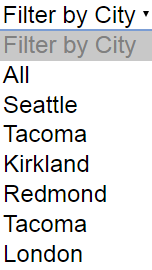 Filter by City
Filter by City
All
Seattle
Tacoma
Kirkland
Redmond
Tacoma
London